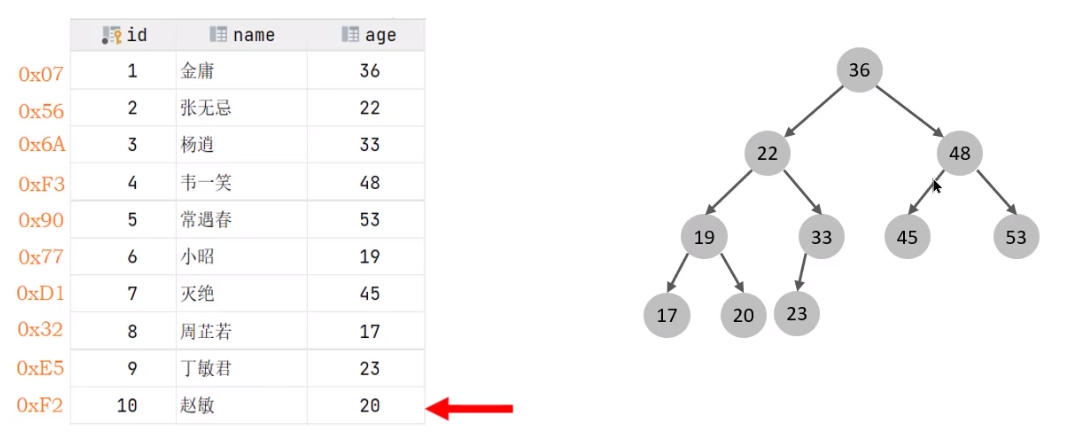 id name age
0x07 1 金庸 36
0x56 2 张无忌 22
0x6A 3 杨逍 33
0xF3 4 韦一笑 48
0x90 5 常遇春 53
0x77 6 小昭 19
0xD1 7 灭绝 45
0x32 8 周芷若 17
0xE5 9 丁敏君 23
0xF2 10 赵敏 20
36
22 48
19 33 45 53
17 20 23